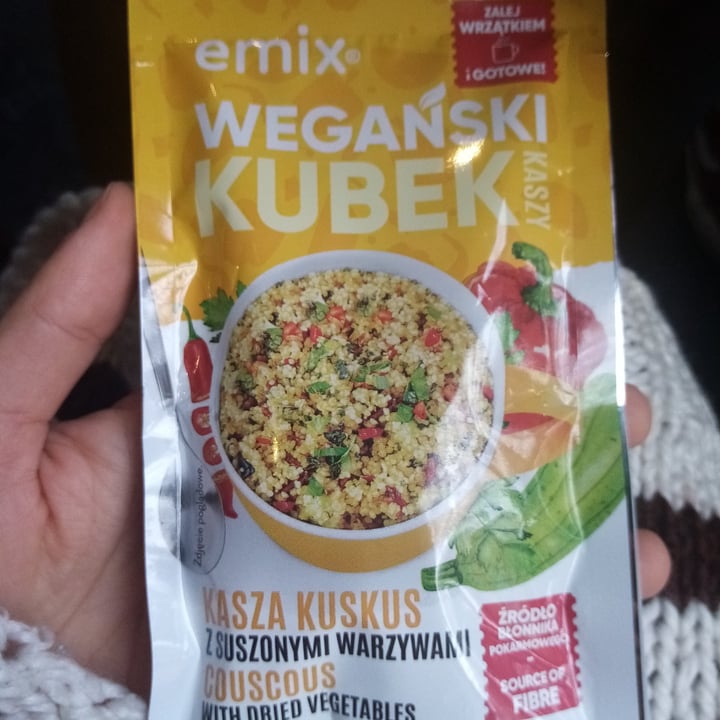 emix®
ZALEJ
WRZĄTKIEM
i GOTOWE!
WEGAŃSKI
KUBEK
KASZY
Zdjęcie poglądowe
KASZA KUSKUS
Z SUSZONYMI WARZYWAMI
COUSCOUS
WITH DRIED VEGETABLES
ŹRÓDŁO
BŁONNIKA
POKARMOWEGO
SOURCE OF
FIBRE